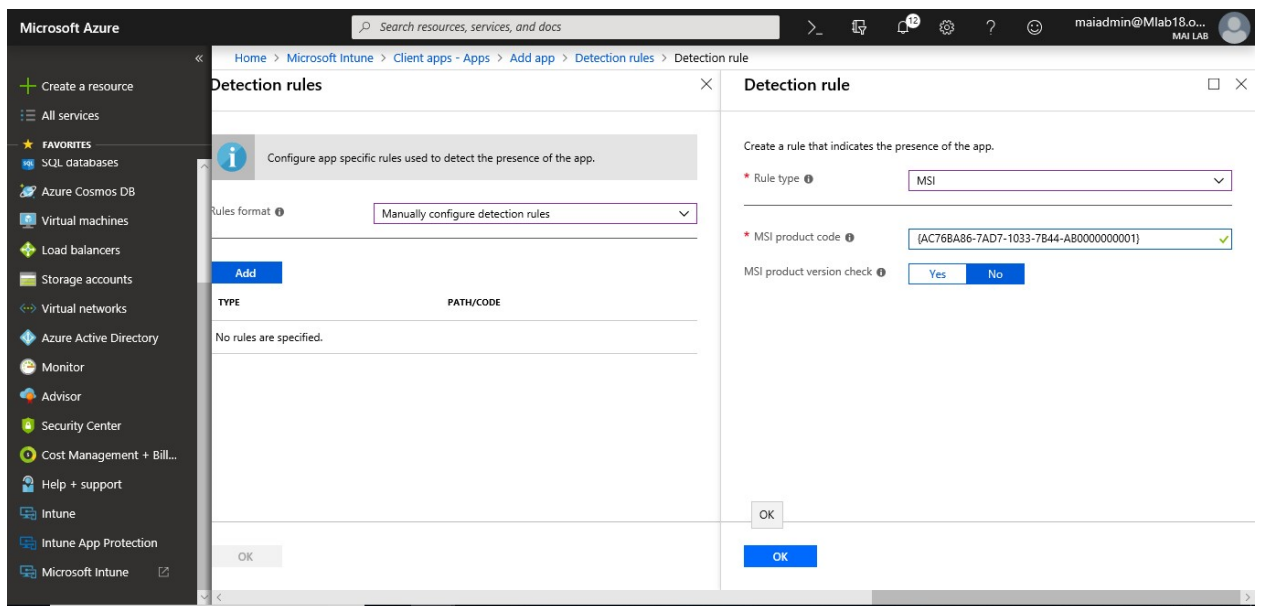 Microsoft Azure
Search resources, services, and docs
12
maiadmin@Mlab18.o...
MAI LAB
Home > Microsoft Intune > Client apps - Apps > Add app > Detection rules > Detection rule
Create a resource
All services
FAVORITES
SQL databases
Azure Cosmos DB
Virtual machines
Load balancers
Storage accounts
Virtual networks
Azure Active Directory
Monitor
Advisor
Security Center
Cost Management + Bill...
Help + support
Intune
Intune App Protection
Microsoft Intune
Detection rules
Configure app specific rules used to detect the presence of the app.
Rules format
Manually configure detection rules
Add
TYPE PATH/CODE
No rules are specified.
OK
Detection rule
Create a rule that indicates the presence of the app.
* Rule type MSI
* MSI product code {AC76BA86-7AD7-1033-7B44-AB0000000001}
MSI product version check Yes No
OK
OK